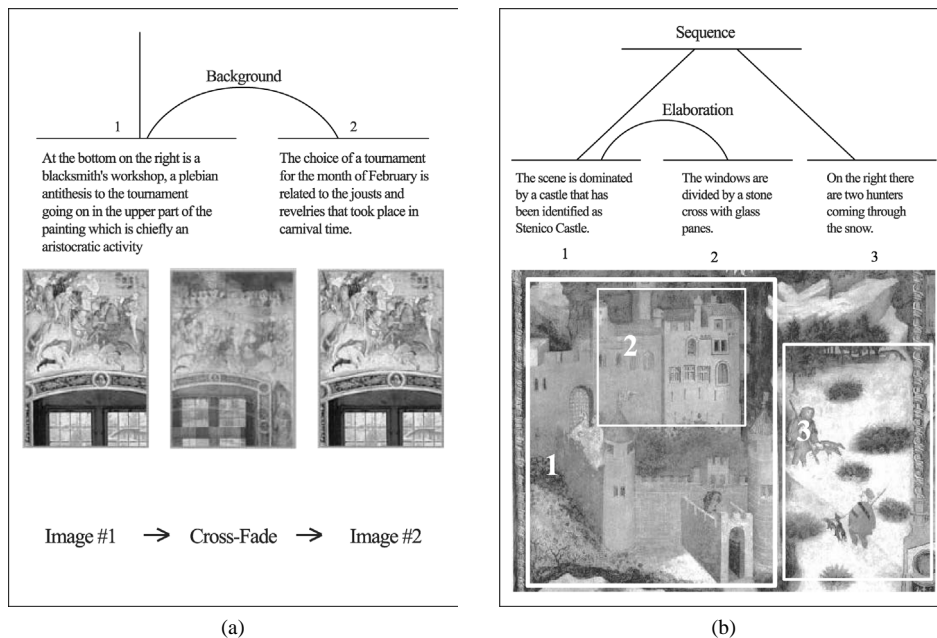 Background
1
2
At the bottom on the right is a
blacksmith's workshop, a plebian
antithesis to the tournament
going on in the upper part of the
painting which is chiefly an
aristocratic activity
The choice of a tournament
for the month of February is
related to the jousts and
revelries that took place in
carnival time.
Image #1 → Cross-Fade → Image #2
(a)
Sequence
Elaboration
The scene is dominated
by a castle that has
been identified as
Stenico Castle.
The windows are
divided by a stone
cross with glass
panes.
On the right there
are two hunters
coming through
the snow.
1
2
3
2
1
3
(b)